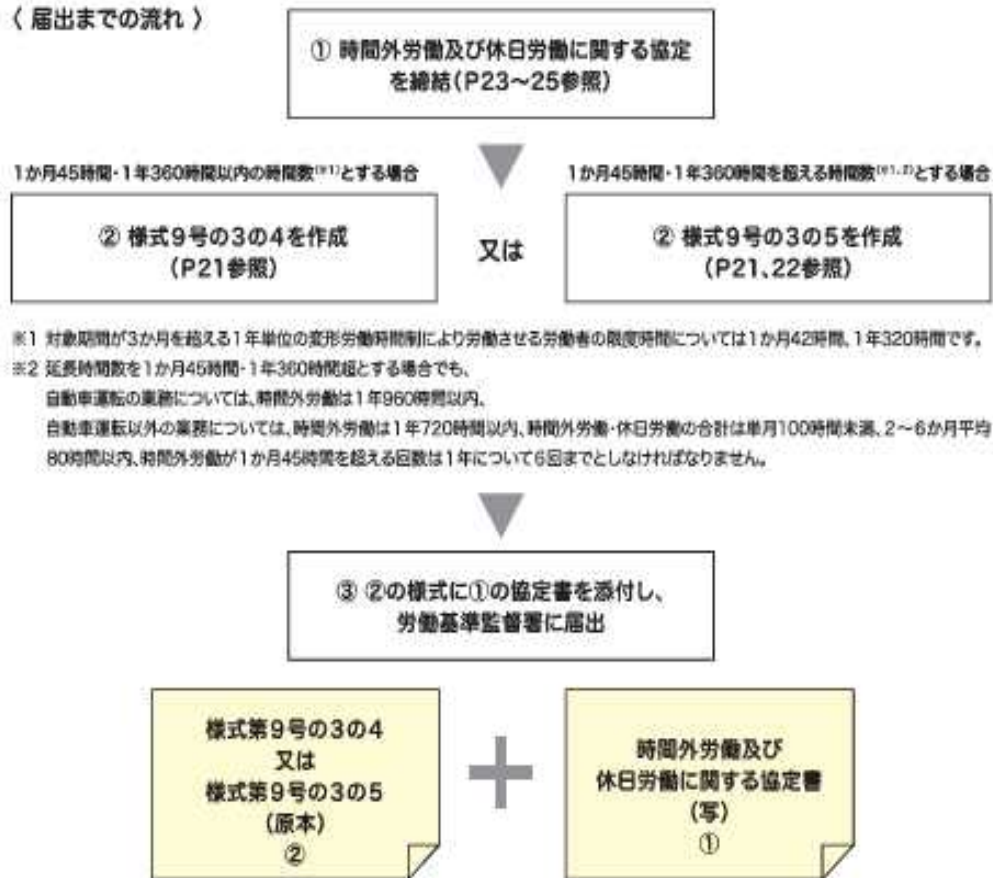 〈 届出までの流れ 〉
① 時間外労働及び休日労働に関する協定
を締結(P23～25参照)
1か月45時間・1年360時間以内の時間数(※1)とする場合
② 様式9号の3の4を作成
(P21参照)
又は
1か月45時間・1年360時間を超える時間数(※1、2)とする場合
② 様式9号の3の5を作成
(P21、22参照)
※1 対象期間が3か月を超える1年単位の変形労働時間制により労働させる労働者の限度時間については1か月42時間、1年320時間です。
※2 延長時間数を1か月45時間・1年360時間超とする場合でも、
自動車運転の業務については、時間外労働は1年960時間以内、
自動車運転以外の業務については、時間外労働は1年720時間以内、時間外労働・休日労働の合計は単月100時間未満、2～6か月平均
80時間以内、時間外労働が1か月45時間を超える回数は1年について6回までとしなければなりません。
③ ②の様式に①の協定書を添付し、
労働基準監督署に届出
様式第9号の3の4
又は
様式第9号の3の5
(原本)
②
時間外労働及び
休日労働に関する協定書
(写)
①